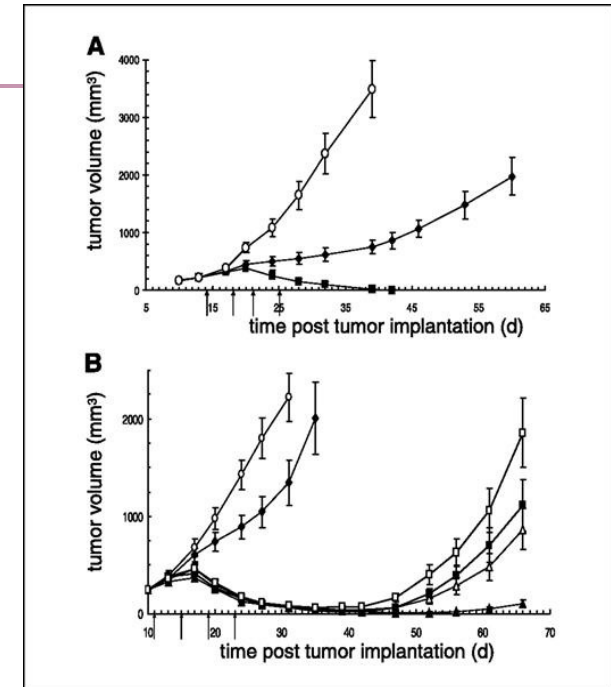 A
tumor volume (mm³)
4000
3000
2000
1000
0
5 15 25 35 45 55 65
time post tumor implantation (d)
B
tumor volume (mm³)
2000
1000
0
10 20 30 40 50 60 70
time post tumor implantation (d)